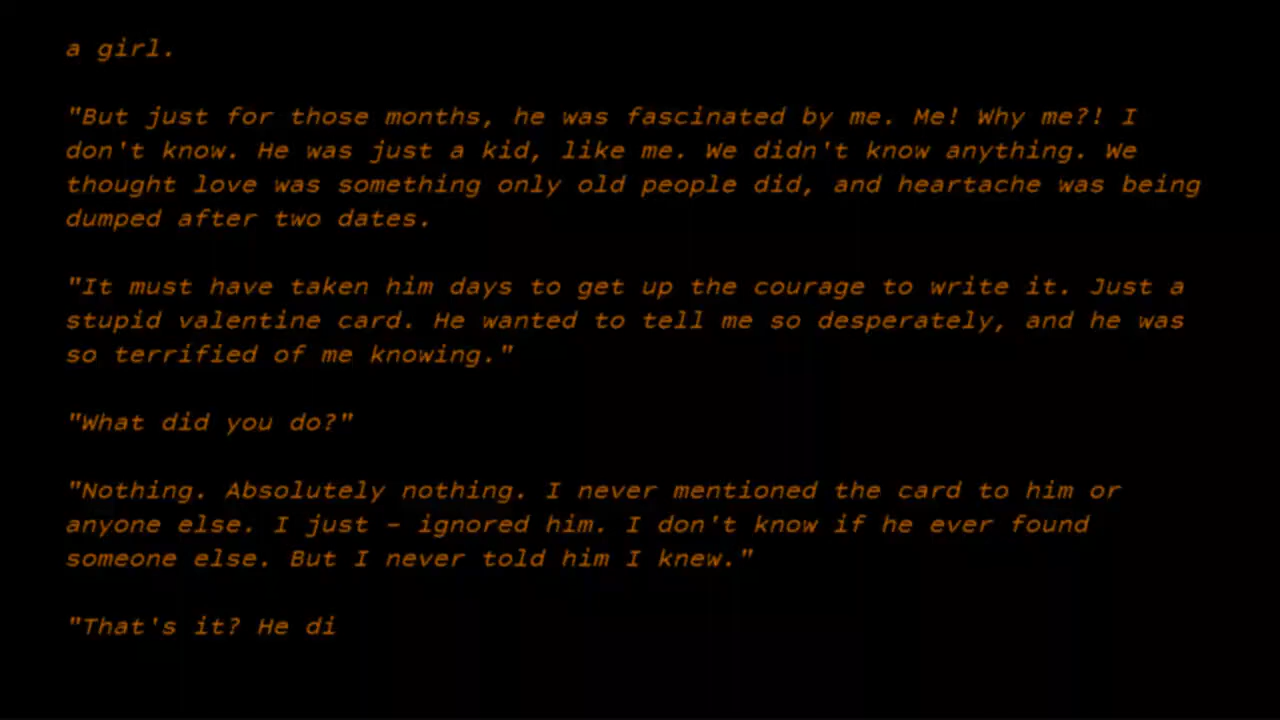 a girl.
"But just for those months, he was fascinated by me. Me! Why me?! I
don't know. He was just a kid, like me. We didn't know anything. We
thought love was something only old people did, and heartache was being
dumped after two dates.
"It must have taken him days to get up the courage to write it. Just a
stupid valentine card. He wanted to tell me so desperately, and he was
so terrified of me knowing."
"What did you do?"
"Nothing. Absolutely nothing. I never mentioned the card to him or
anyone else. I just – ignored him. I don't know if he ever found
someone else. But I never told him I knew."
"That's it? He di